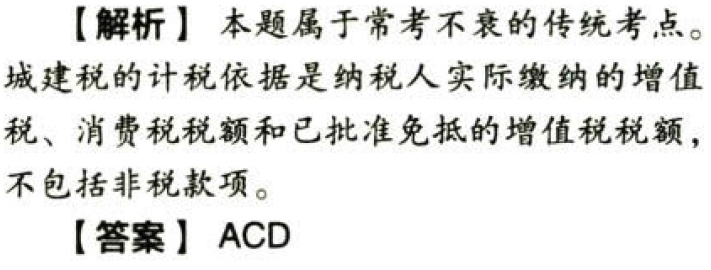 【解析】 本题属于常考不衰的传统考点。
城建税的计税依据是纳税人实际缴纳的增值
税、消费税税额和已批准免抵的增值税税额，
不包括非税款项。
【答案】 ACD